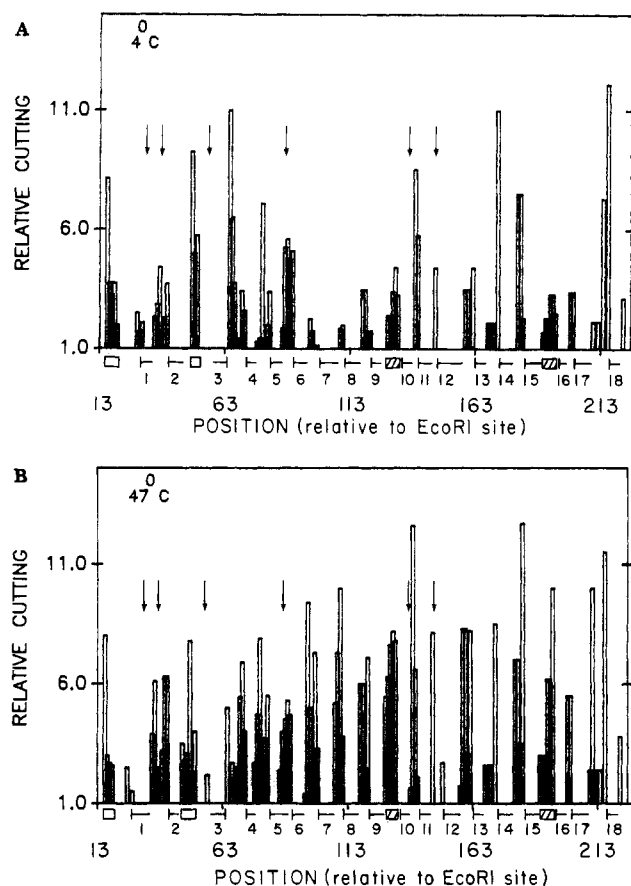 A
O
4 C
RELATIVE CUTTING
11.0
6.0
1.0
1 2 3 4 5 6 7 8 9 10 11 12 13 14 15 16 17 18
13 63 113 163 213
POSITION (relative to EcoRI site)
B
O
47 C
RELATIVE CUTTING
11.0
6.0
1.0
1 2 3 4 5 6 7 8 9 10 11 12 13 14 15 16 17 18
13 63 113 163 213
POSITION (relative to EcoRI site)